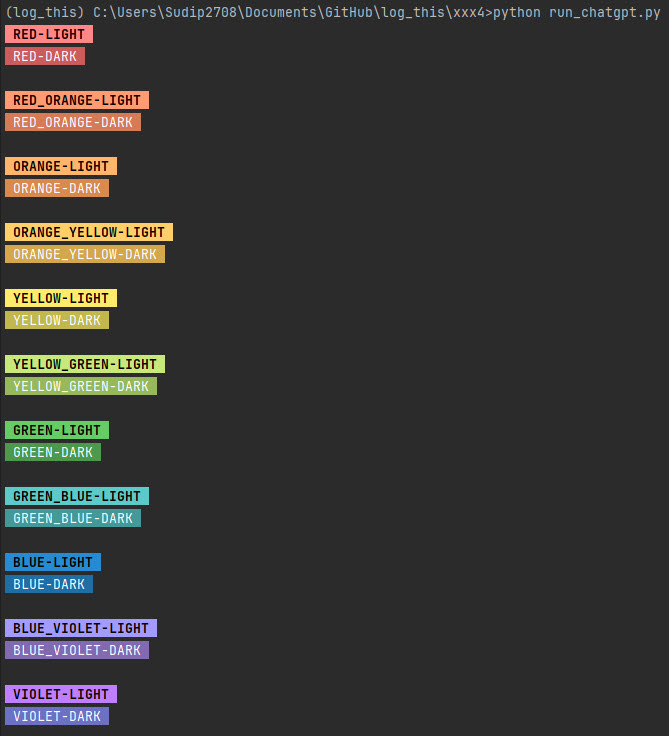 (log_this) C:\Users\Sudip2708\Documents\GitHub\log_this\xxx4>python run_chatgpt.py
RED-LIGHT
RED-DARK
RED_ORANGE-LIGHT
RED_ORANGE-DARK
ORANGE-LIGHT
ORANGE-DARK
ORANGE_YELLOW-LIGHT
ORANGE_YELLOW-DARK
YELLOW-LIGHT
YELLOW-DARK
YELLOW_GREEN-LIGHT
YELLOW_GREEN-DARK
GREEN-LIGHT
GREEN-DARK
GREEN_BLUE-LIGHT
GREEN_BLUE-DARK
BLUE-LIGHT
BLUE-DARK
BLUE_VIOLET-LIGHT
BLUE_VIOLET-DARK
VIOLET-LIGHT
VIOLET-DARK